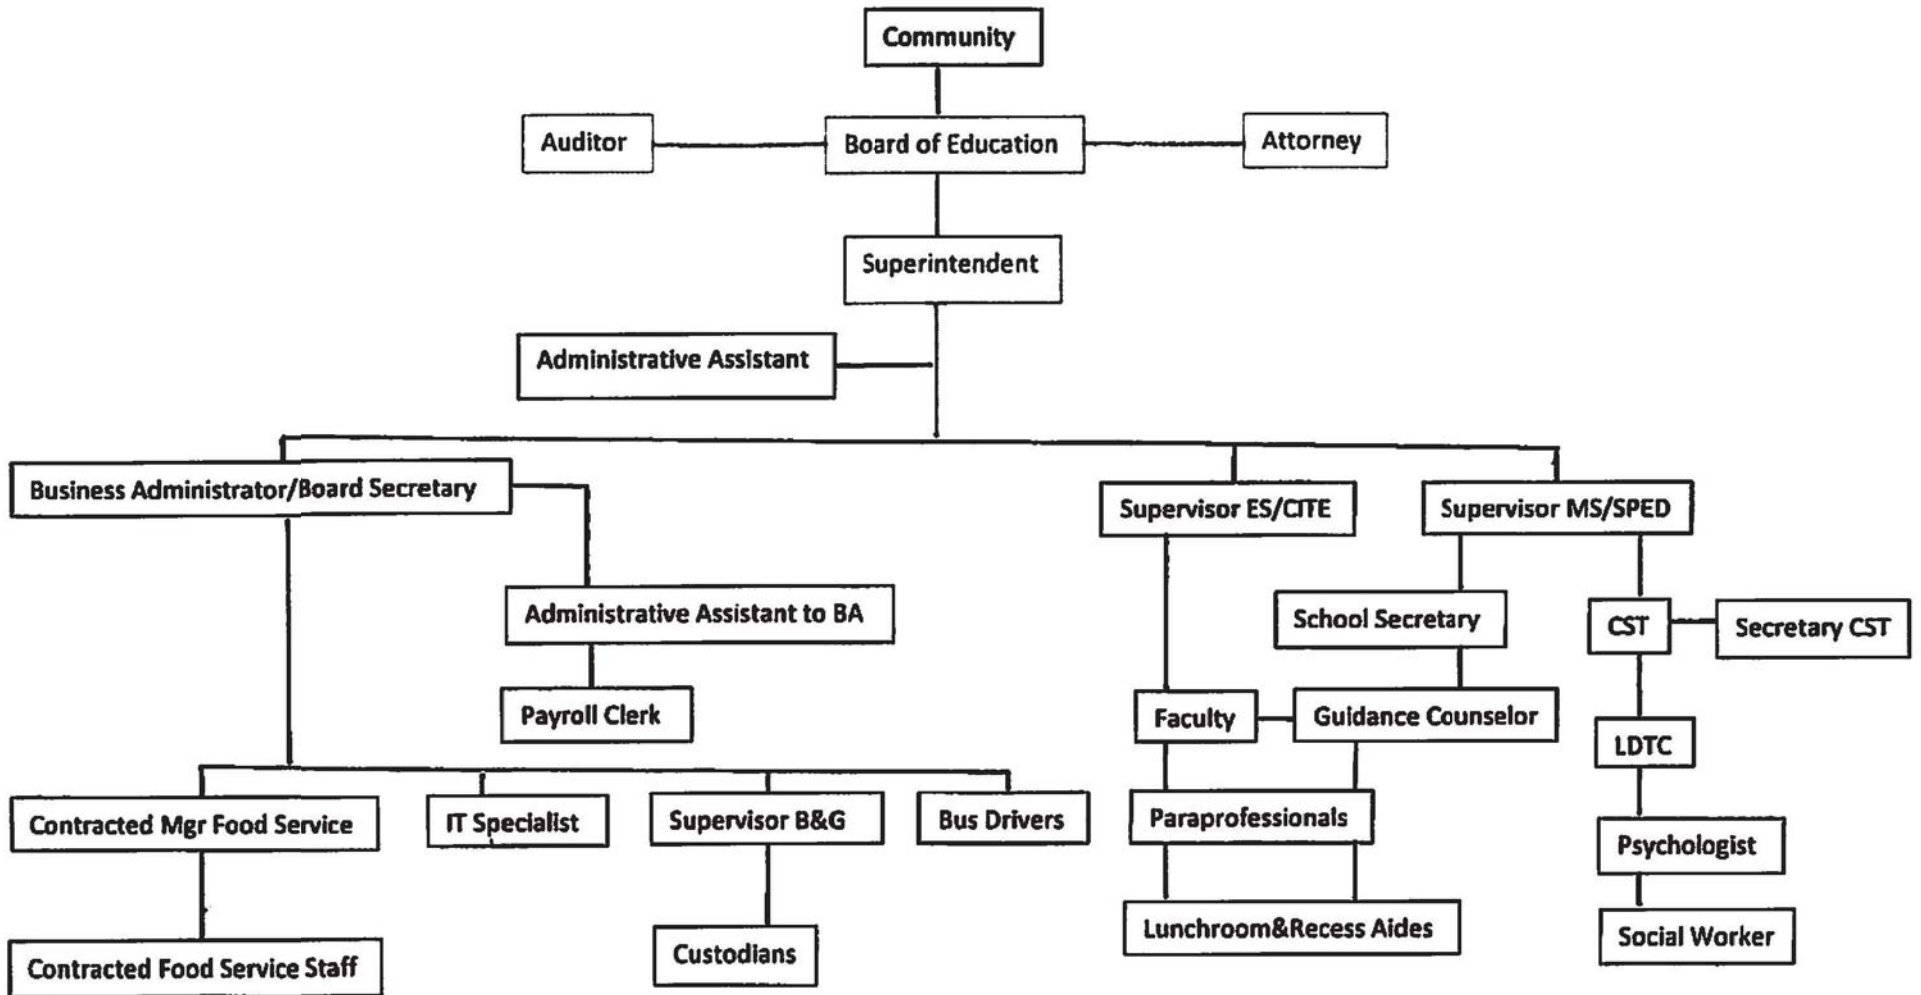 Community
Auditor
Board of Education
Attorney
Superintendent
Administrative Assistant
Business Administrator/Board Secretary
Supervisor ES/CITE
Supervisor MS/SPED
Administrative Assistant to BA
School Secretary
CST
Secretary CST
Payroll Clerk
Faculty
Guidance Counselor
LDTC
Contracted Mgr Food Service
IT Specialist
Supervisor B&G
Bus Drivers
Paraprofessionals
Psychologist
Lunchroom&Recess Aides
Social Worker
Custodians
Contracted Food Service Staff